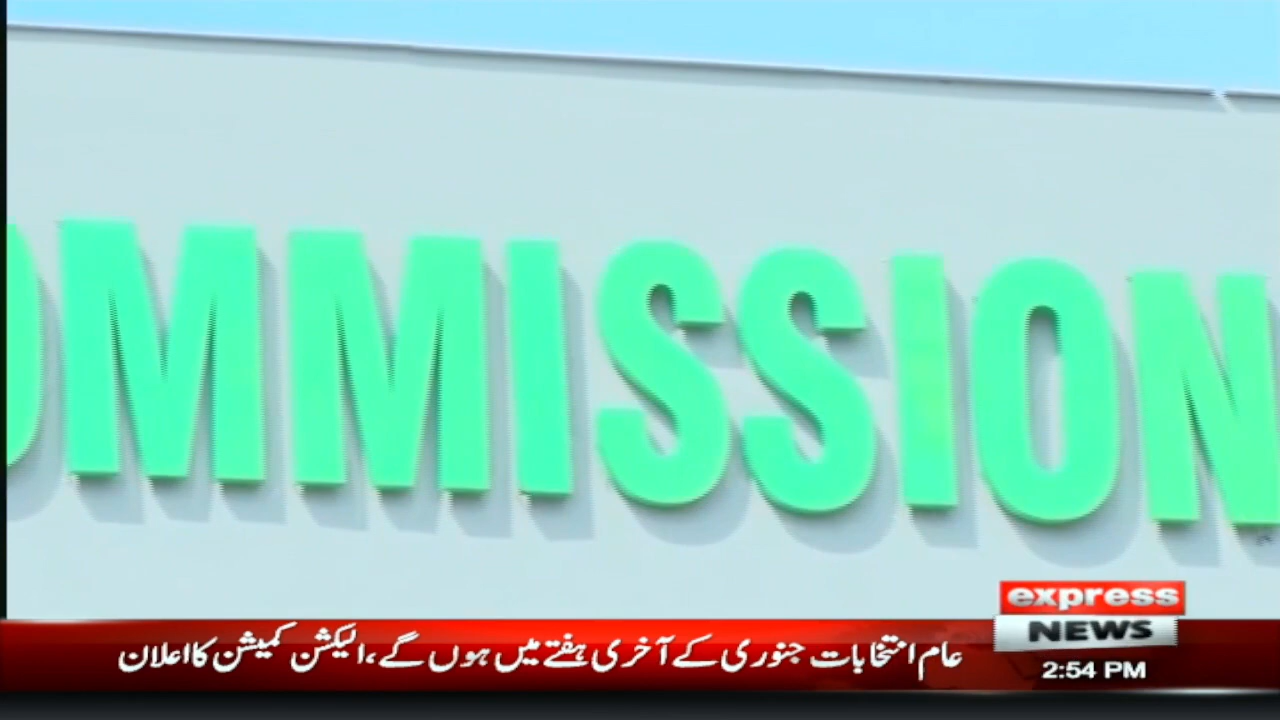 OMMISSION
express
NEWS
عام انتخابات جنوری کے آخری ہفتے میں ہوں گے، الیکشن کمیشن کا اعلان
2:54 PM